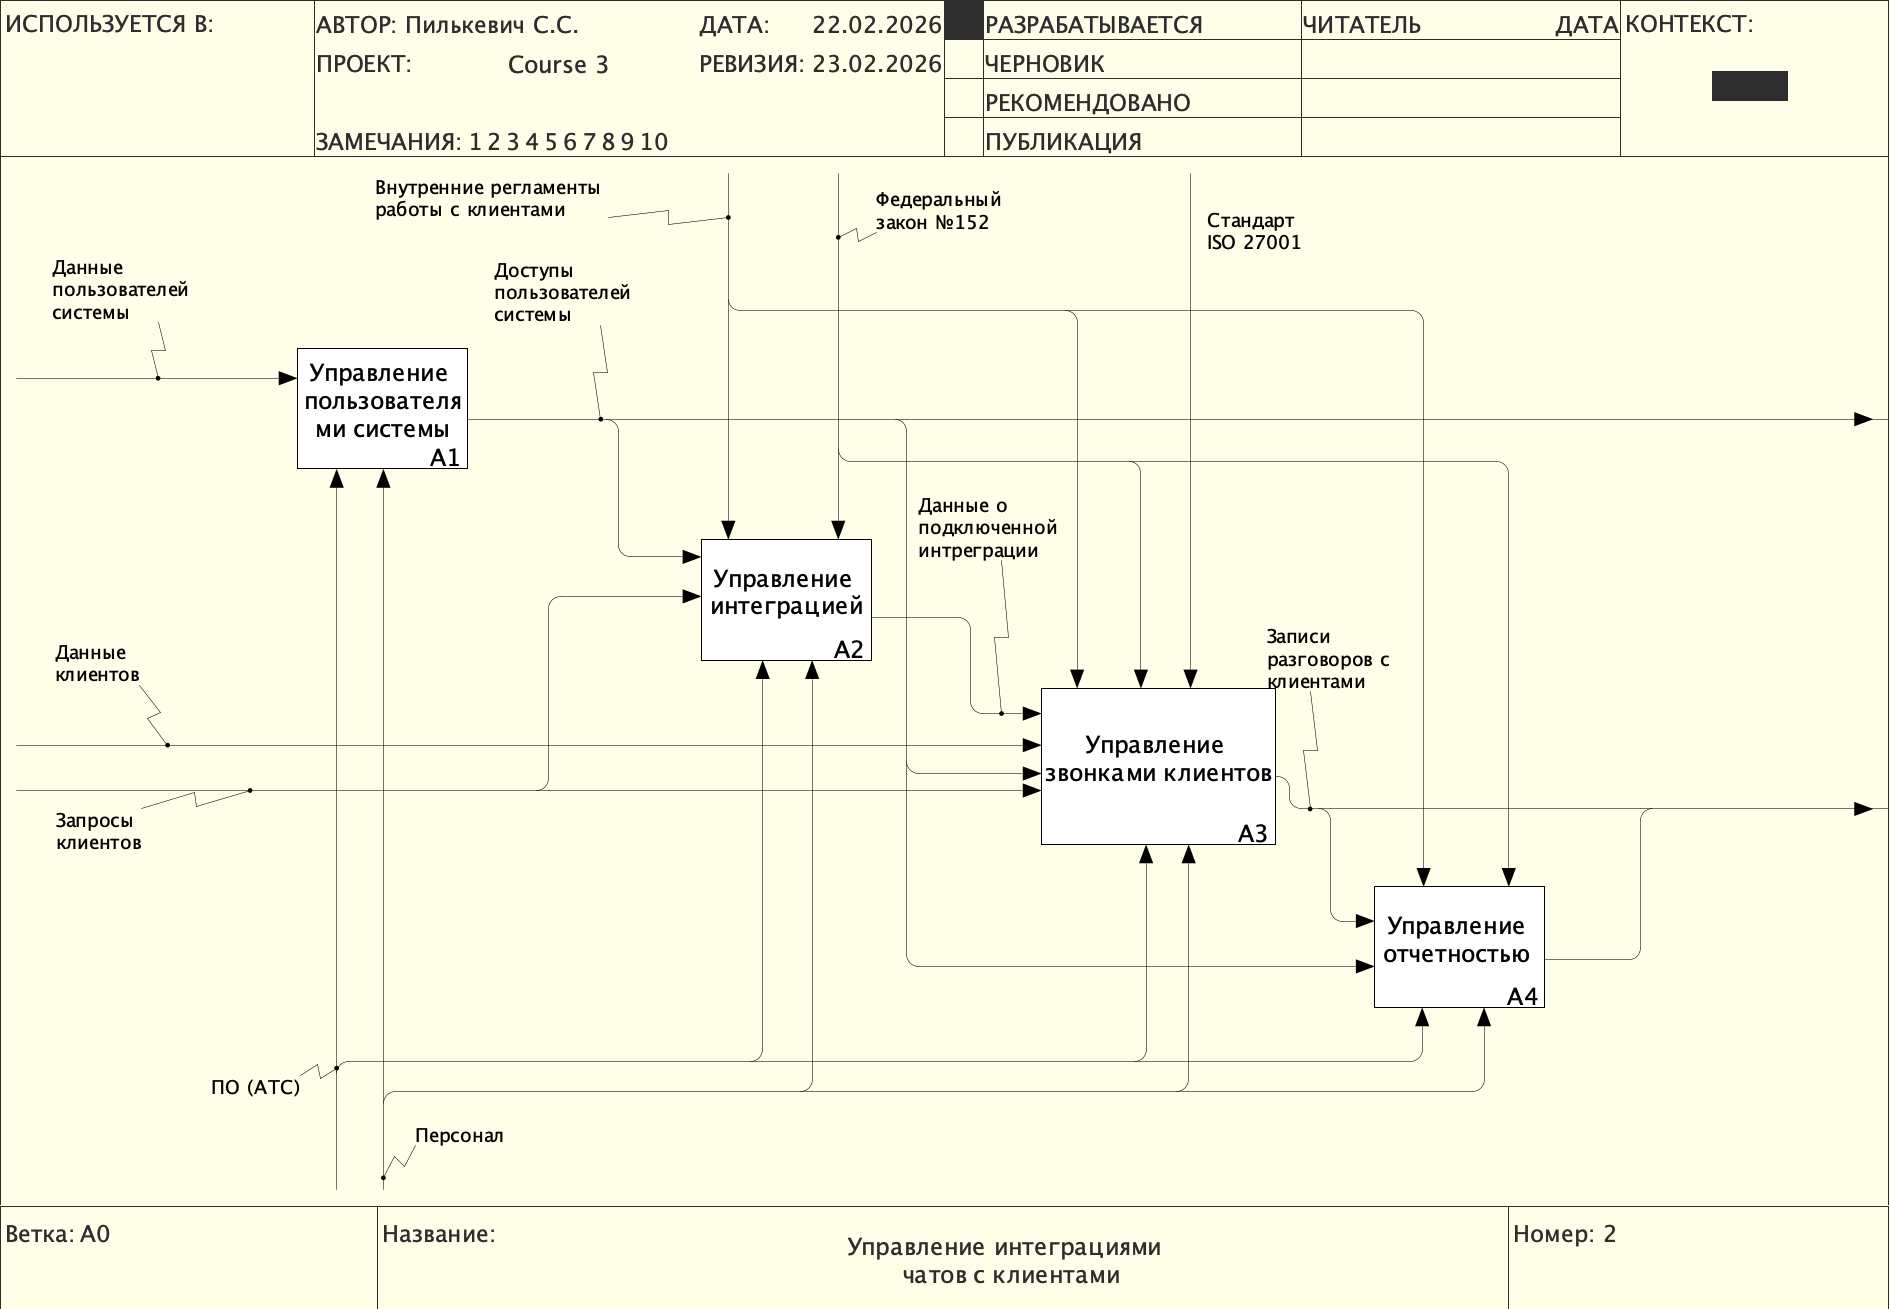 ИСПОЛЬЗУЕТСЯ В:
АВТОР: Пилькевич С.С.
ДАТА: 22.02.2026
ПРОЕКТ: Course 3
РЕВИЗИЯ: 23.02.2026
ЗАМЕЧАНИЯ: 1 2 3 4 5 6 7 8 9 10
РАЗРАБАТЫВАЕТСЯ
ЧЕРНОВИК
РЕКОМЕНДОВАНО
ПУБЛИКАЦИЯ
ЧИТАТЕЛЬ
ДАТА
КОНТЕКСТ:
Внутренние регламенты
работы с клиентами
Федеральный
закон №152
Стандарт
ISO 27001
Данные
пользователей
системы
Доступы
пользователей
системы
Управление
пользователя
ми системы
A1
Данные о
подключенной
интреграции
Управление
интеграцией
A2
Данные
клиентов
Записи
разговоров с
клиентами
Управление
звонками клиентов
A3
Запросы
клиентов
Управление
отчетностью
A4
ПО (АТС)
Персонал
Ветка: A0
Название:
Управление интеграциями
чатов с клиентами
Номер: 2